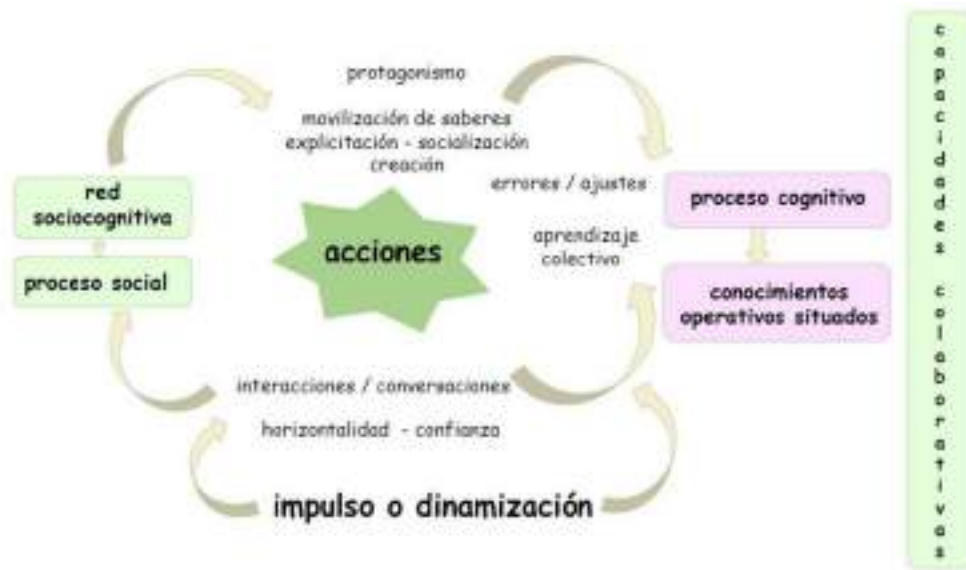 protagonismo
movilización de saberes
explicitación - socialización
creación
errores / ajustes
red
sociocognitiva
proceso cognitivo
acciones
aprendizaje
colectivo
proceso social
conocimientos
operativos situados
interacciones / conversaciones
horizontalidad - confianza
impulso o dinamización
capacidades colaborativas